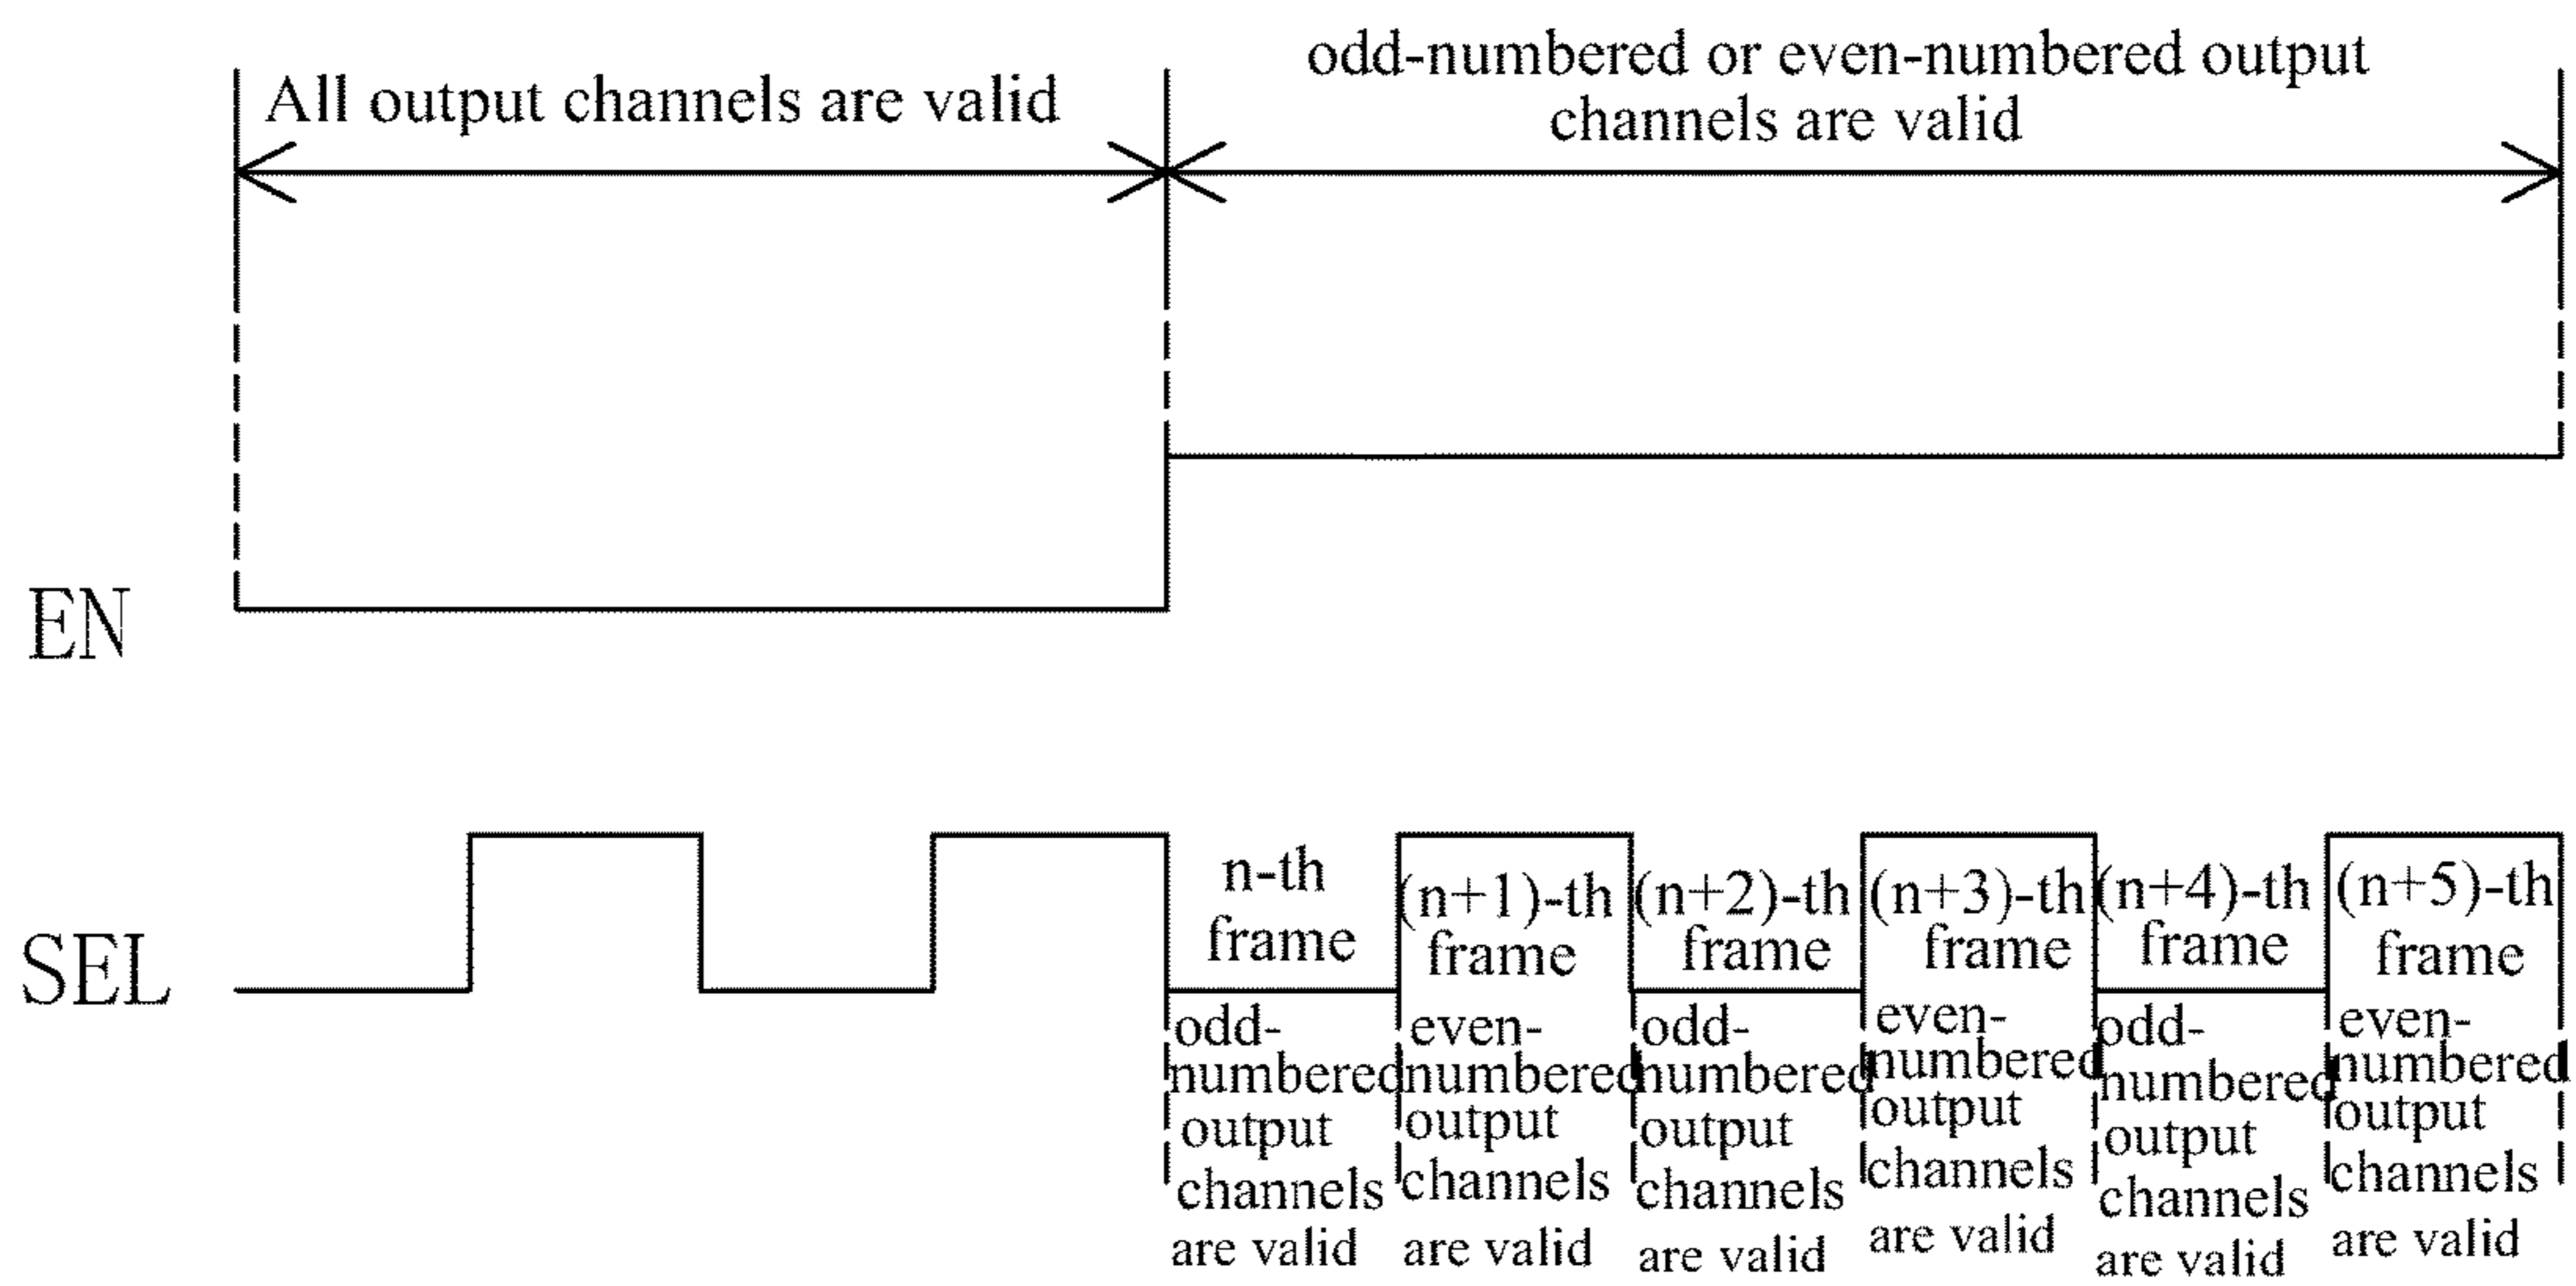 All output channels are valid
odd-numbered or even-numbered output
channels are valid
EN
SEL
n-th
frame
(n+1)-th
frame
(n+2)-th
frame
(n+3)-th
frame
(n+4)-th
frame
(n+5)-th
frame
odd-
numbered
output
channels
are valid
even-
numbered
output
channels
are valid
odd-
numbered
output
channels
are valid
even-
numbered
output
channels
are valid
odd-
numbered
output
channels
are valid
even-
numbered
output
channels
are valid